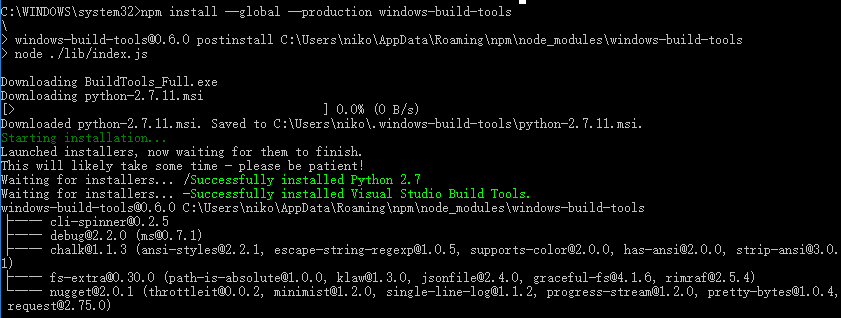 C:\WINDOWS\system32>npm install --global --production windows-build-tools
\
> windows-build-tools@0.6.0 postinstall C:\Users\niko\AppData\Roaming\npm\node_modules\windows-build-tools
> node ./lib/index.js
Downloading BuildTools_Full.exe
Downloading python-2.7.11.msi
[> ] 0.0% (0 B/s)
Downloaded python-2.7.11.msi. Saved to C:\Users\niko\.windows-build-tools\python-2.7.11.msi.
Starting installation...
Launched installers, now waiting for them to finish.
This will likely take some time - please be patient!
Waiting for installers... /Successfully installed Python 2.7
Waiting for installers... -Successfully installed Visual Studio Build Tools.
windows-build-tools@0.6.0 C:\Users\niko\AppData\Roaming\npm\node_modules\windows-build-tools
├── cli-spinner@0.2.5
├── debug@2.2.0 (ms@0.7.1)
├── chalk@1.1.3 (ansi-styles@2.2.1, escape-string-regexp@1.0.5, supports-color@2.0.0, has-ansi@2.0.0, strip-ansi@3.0.
1)
├── fs-extra@0.30.0 (path-is-absolute@1.0.0, klaw@1.3.0, jsonfile@2.4.0, graceful-fs@4.1.6, rimraf@2.5.4)
└── nugget@2.0.1 (throttleit@0.0.2, minimist@1.2.0, single-line-log@1.1.2, progress-stream@1.2.0, pretty-bytes@1.0.4,
request@2.75.0)